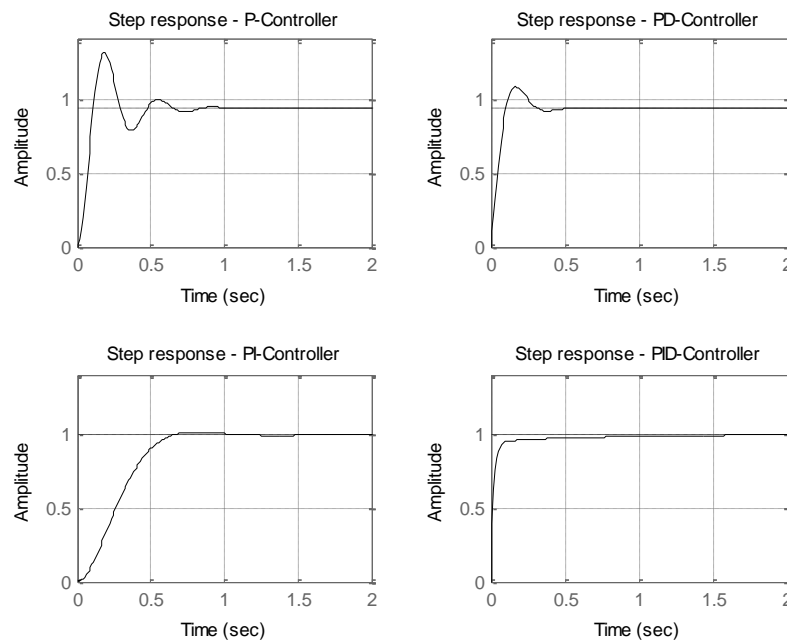 Step response - P-Controller
Amplitude
1
0.5
0
0
0.5
1
1.5
2
Time (sec)
Step response - PD-Controller
Amplitude
1
0.5
0
0
0.5
1
1.5
2
Time (sec)
Step response - PI-Controller
Amplitude
1
0.5
0
0
0.5
1
1.5
2
Time (sec)
Step response - PID-Controller
Amplitude
1
0.5
0
0
0.5
1
1.5
2
Time (sec)